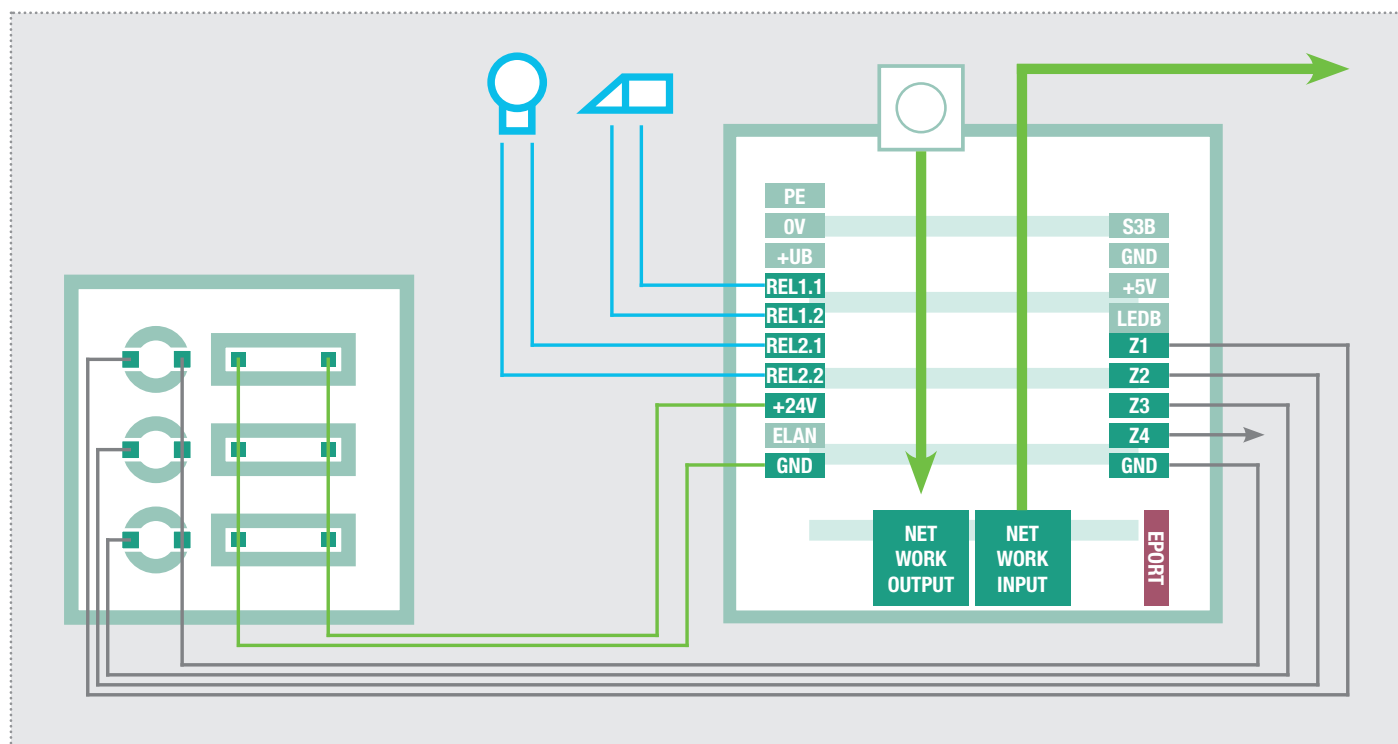 PE
0V
+UB
REL1.1
REL1.2
REL2.1
REL2.2
+24V
ELAN
GND
S3B
GND
+5V
LEDB
Z1
Z2
Z3
Z4
GND
NET
WORK
OUTPUT
NET
WORK
INPUT
EPORT